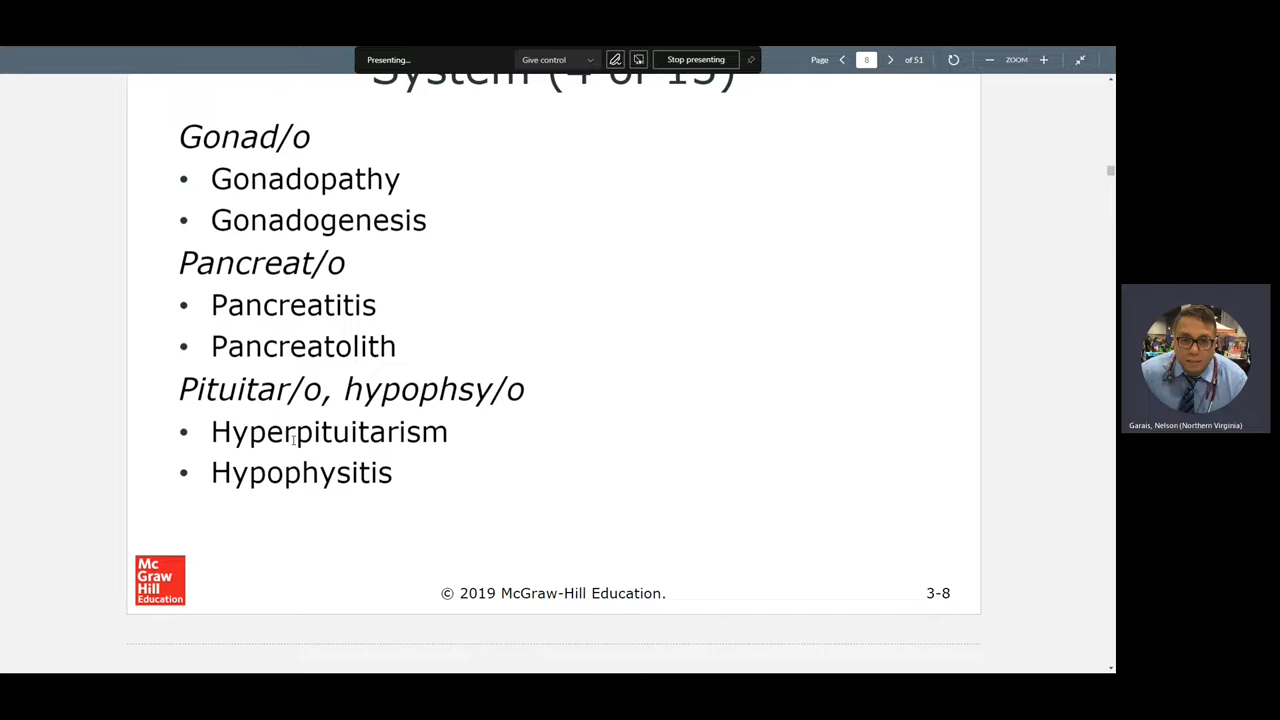 Presenting...
Give control
Stop presenting
Page
8
of 51
ZOOM
System (4 of 15)
Gonad/o
• Gonadopathy
• Gonadogenesis
Pancreat/o
• Pancreatitis
• Pancreatolith
Pituitar/o, hypophsy/o
• Hyperpituitarism
• Hypophysitis
Mc
Graw
Hill
Education
© 2019 McGraw-Hill Education.
3-8
Garais, Nelson (Northern Virginia)